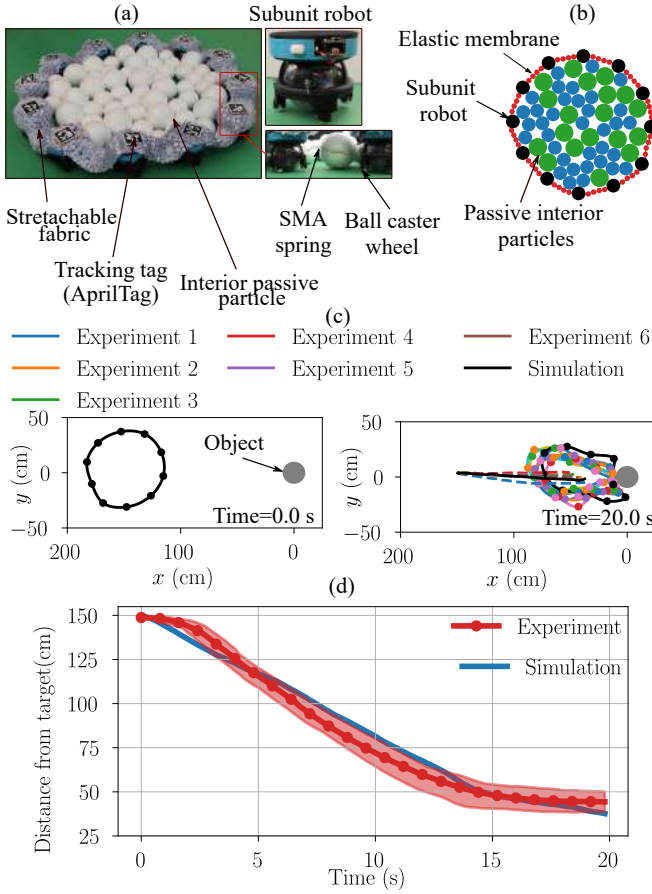 (a)
Subunit robot
(b)
Elastic membrane
Subunit
robot
Passive interior
particles
Stretachable
fabric
Tracking tag
(AprilTag)
Interior passive
particle
SMA
spring
Ball caster
wheel
(c)
Experiment 1
Experiment 4
Experiment 6
Experiment 2
Experiment 5
Simulation
Experiment 3
50
0
−50
y (cm)
Object
Time=0.0 s
200
100
0
x (cm)
50
0
−50
y (cm)
Time=20.0 s
200
100
0
x (cm)
(d)
150
125
100
75
50
25
Distance from target(cm)
Experiment
Simulation
0
5
10
15
20
Time (s)